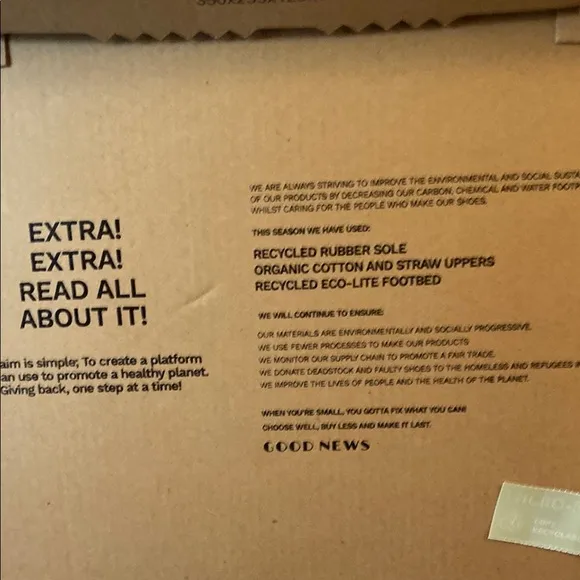 EXTRA!
EXTRA!
READ ALL
ABOUT IT!
aim is simple; To create a platform
an use to promote a healthy planet.
Giving back, one step at a time!
WE ARE ALWAYS STRIVING TO IMPROVE THE ENVIRONMENTAL AND SOCIAL SUSTA
OF OUR PRODUCTS BY DECREASING OUR CARBON, CHEMICAL AND WATER FOOTP
WHILST CARING FOR THE PEOPLE WHO MAKE OUR SHOES.
THIS SEASON WE HAVE USED:
RECYCLED RUBBER SOLE
ORGANIC COTTON AND STRAW UPPERS
RECYCLED ECO-LITE FOOTBED
WE WILL CONTINUE TO ENSURE:
OUR MATERIALS ARE ENVIRONMENTALLY AND SOCIALLY PROGRESSIVE.
WE USE FEWER PROCESSES TO MAKE OUR PRODUCTS
WE MONITOR OUR SUPPLY CHAIN TO PROMOTE A FAIR TRADE.
WE DONATE DEADSTOCK AND FAULTY SHOES TO THE HOMELESS AND REFUGEES IN
WE IMPROVE THE LIVES OF PEOPLE AND THE HEALTH OF THE PLANET.
WHEN YOU'RE SMALL, YOU GOTTA FIX WHAT YOU CAN!
CHOOSE WELL, BUY LESS AND MAKE IT LAST.
GOOD NEWS